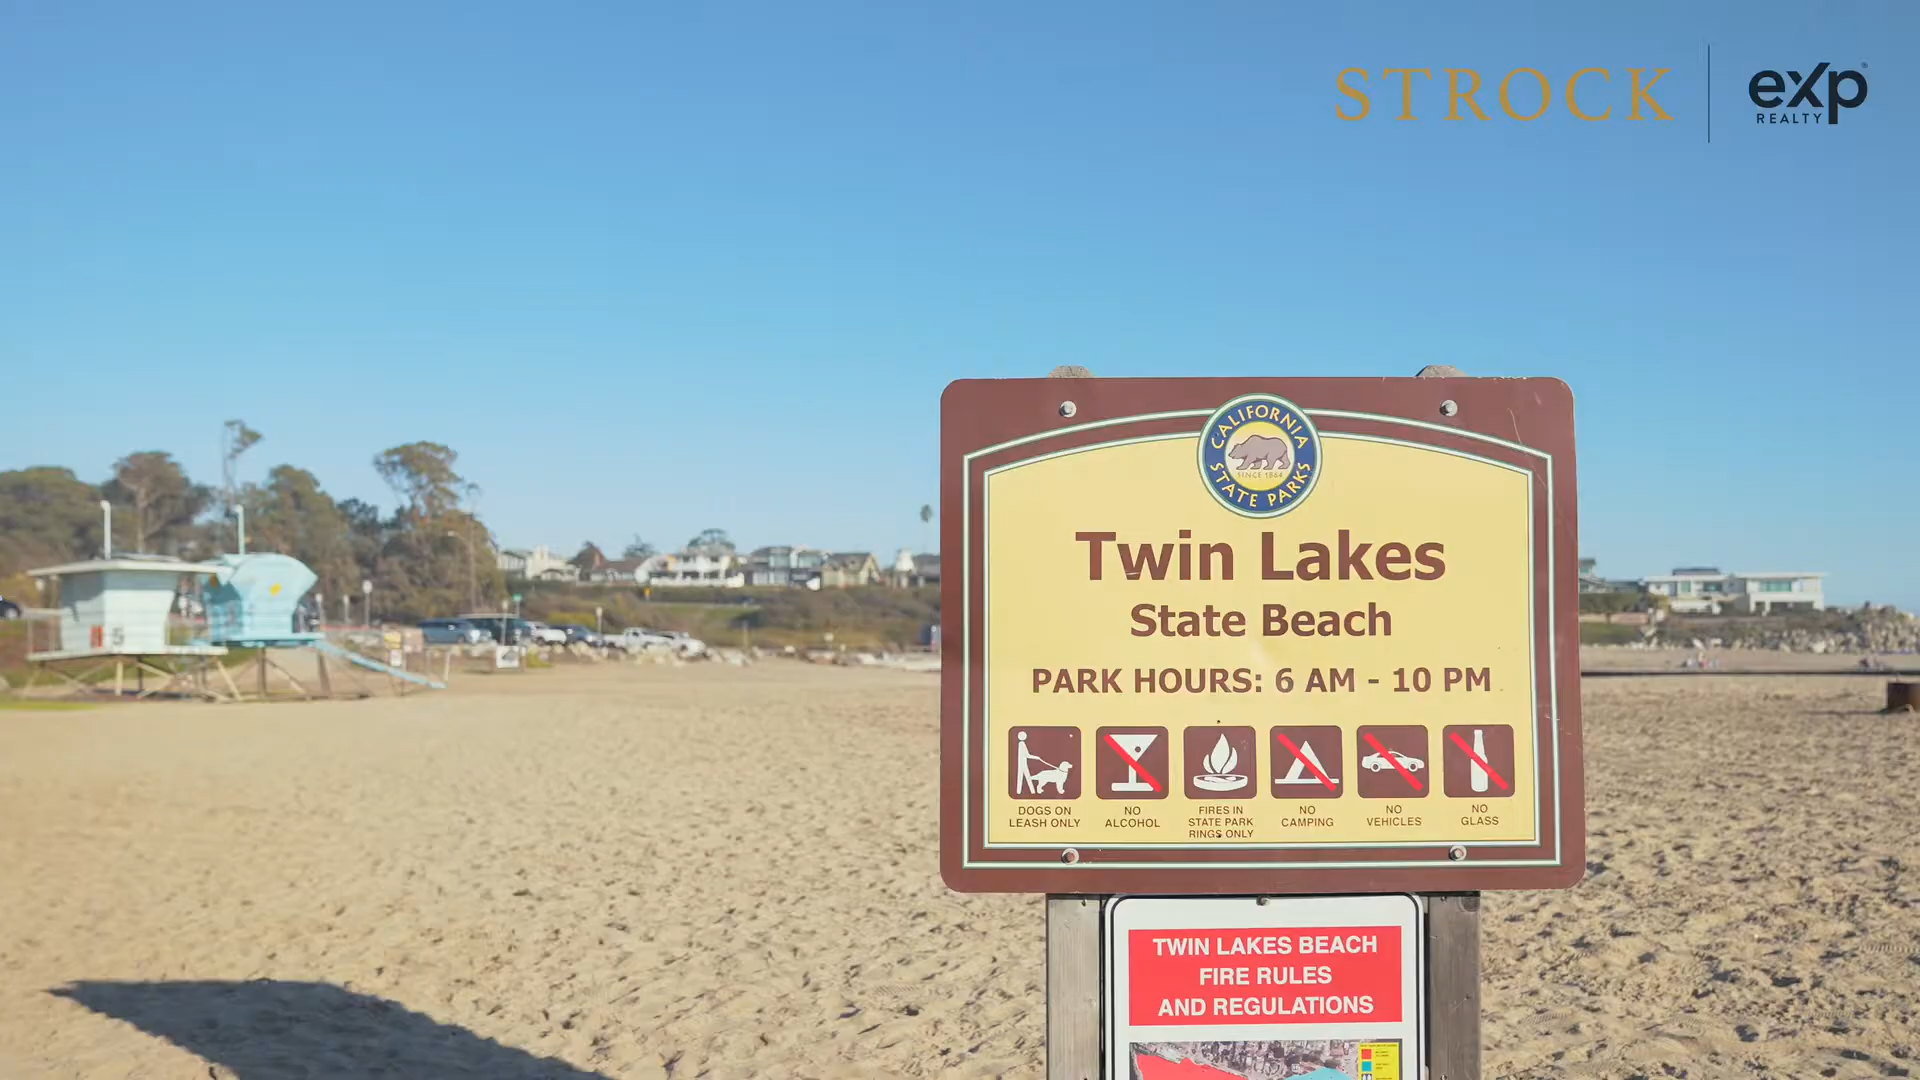 STROCK
eXp
REALTY
CALIFORNIA
STATE PARKS
SINCE 1864
Twin Lakes
State Beach
PARK HOURS: 6 AM - 10 PM
DOGS ON
LEASH ONLY
NO
ALCOHOL
FIRES IN
STATE PARK
RINGS ONLY
NO
CAMPING
NO
VEHICLES
NO
GLASS
TWIN LAKES BEACH
FIRE RULES
AND REGULATIONS